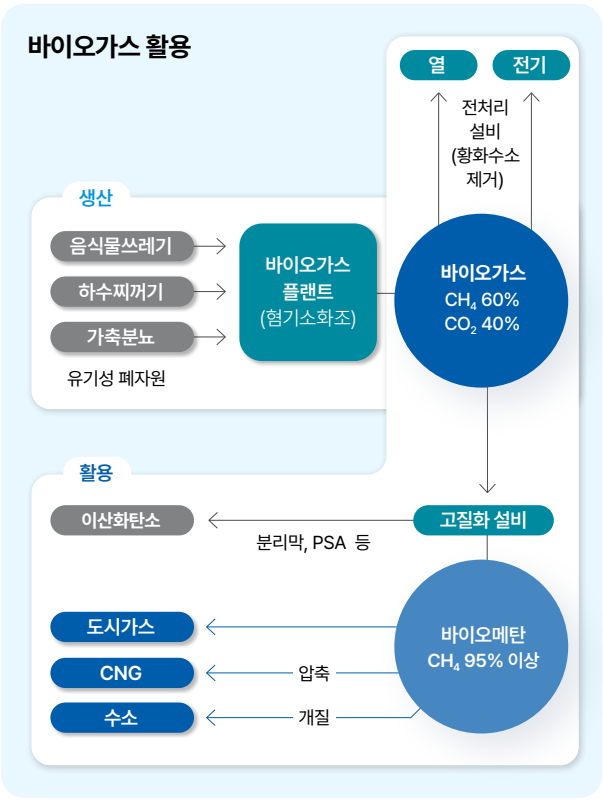 바이오가스 활용
열
전기
전처리
설비
(황화수소
제거)
생산
음식물쓰레기
하수찌꺼기
가축분뇨
유기성 폐자원
바이오가스
플랜트
(혐기소화조)
바이오가스
CH₄ 60%
CO₂ 40%
활용
이산화탄소
분리막, PSA 등
고질화 설비
도시가스
CNG
압축
수소
개질
바이오메탄
CH₄ 95% 이상